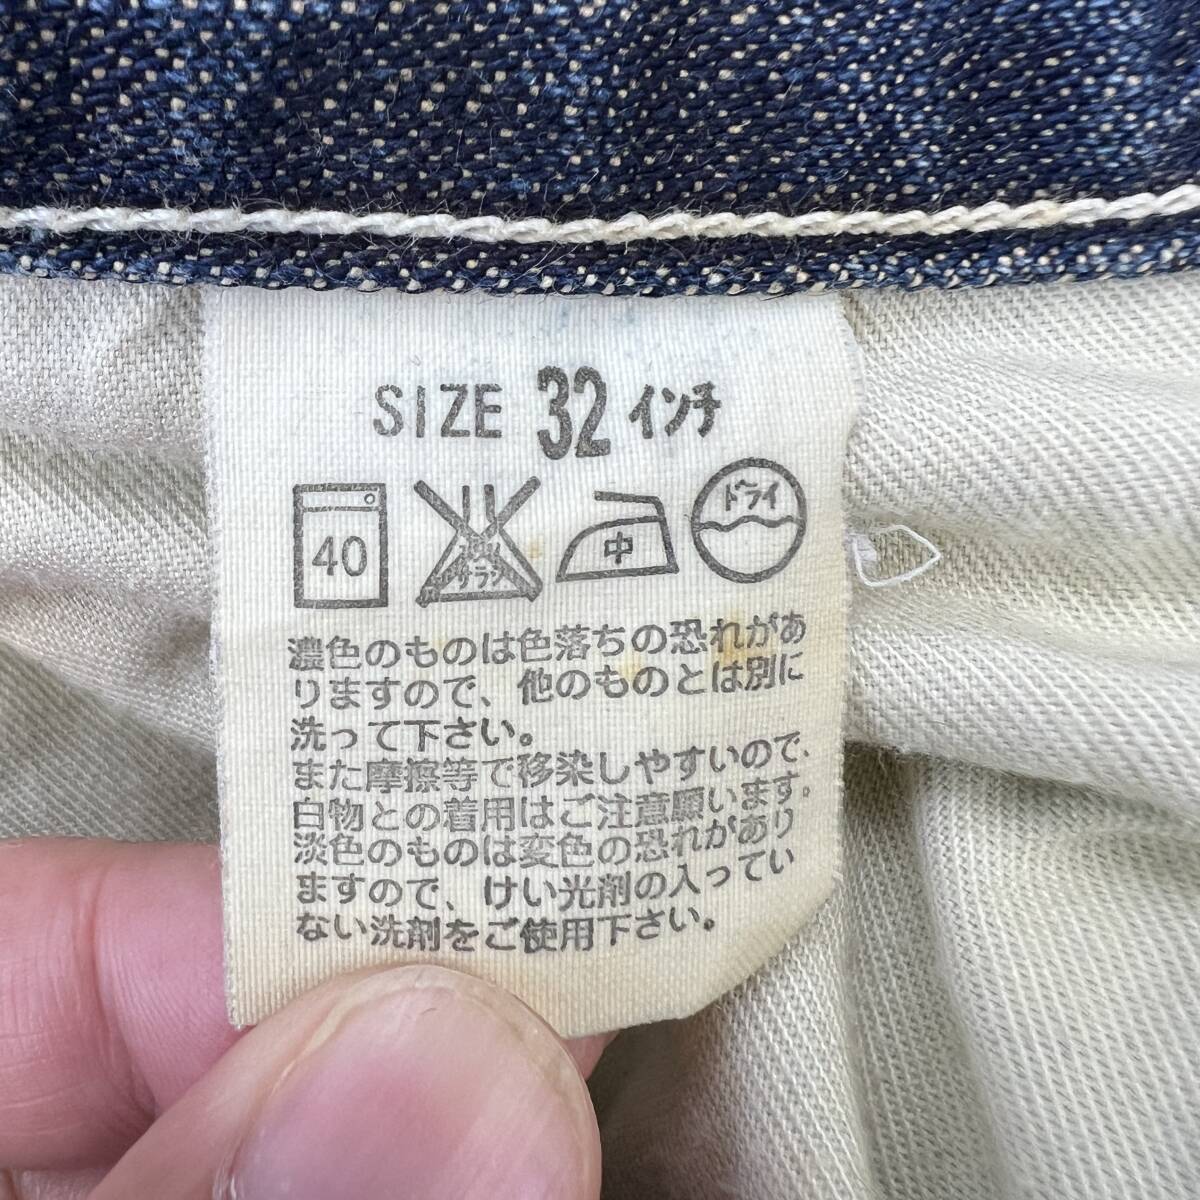 SIZE 32 インチ
40 エンソ サラシ 中 ドライ
濃色のものは色落ちの恐れがあ
りますので、他のものとは別に
洗って下さい。
また摩擦等で移染しやすいので、
白物との着用はご注意願います。
淡色のものは変色の恐れがあり
ますので、けい光剤の入ってい
ない洗剤をご使用下さい。